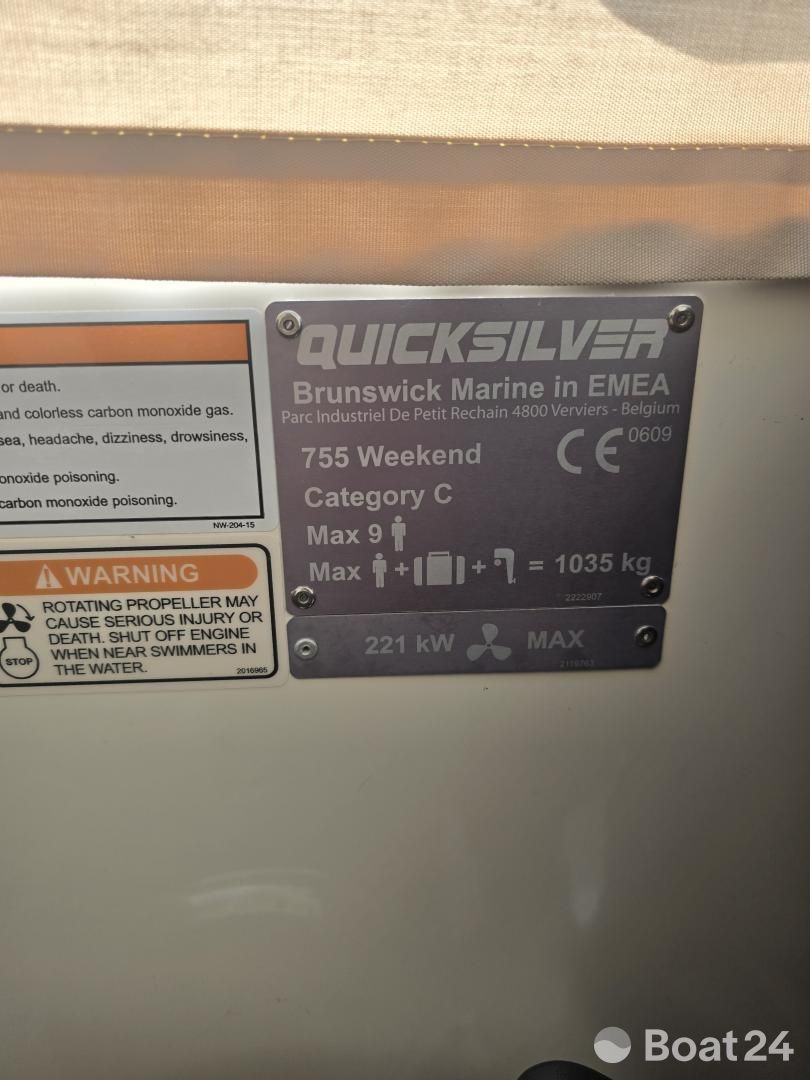 or death.
and colorless carbon monoxide gas.
sea, headache, dizziness, drowsiness,
onoxide poisoning.
carbon monoxide poisoning.
NW-204-15
WARNING
ROTATING PROPELLER MAY
CAUSE SERIOUS INJURY OR
DEATH. SHUT OFF ENGINE
WHEN NEAR SWIMMERS IN
THE WATER.
STOP
2016965
QUICKSILVER
Brunswick Marine in EMEA
Parc Industriel De Petit Rechain 4800 Verviers - Belgium
755 Weekend
CE 0609
Category C
Max 9
Max + + = 1035 kg
2222907
221 kW MAX
2119763
Boat24